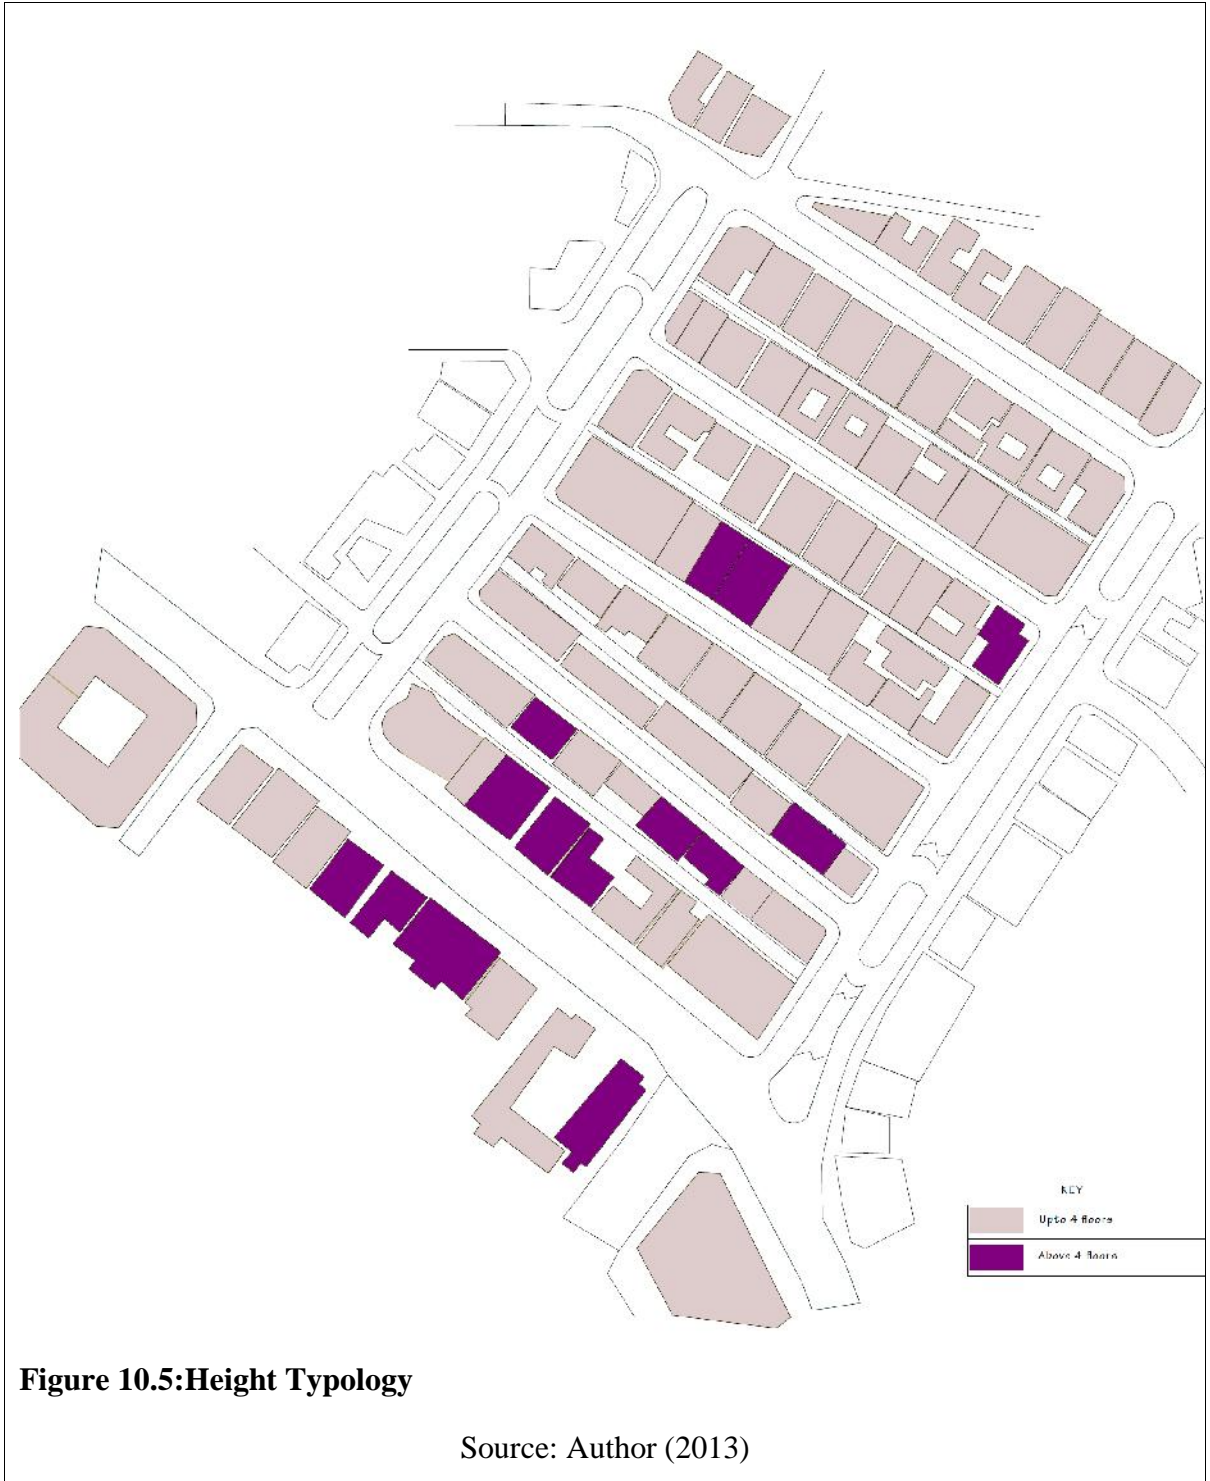 KEY
Upto 4 floors
Above 4 floors
Figure 10.5:Height Typology
Source: Author (2013)